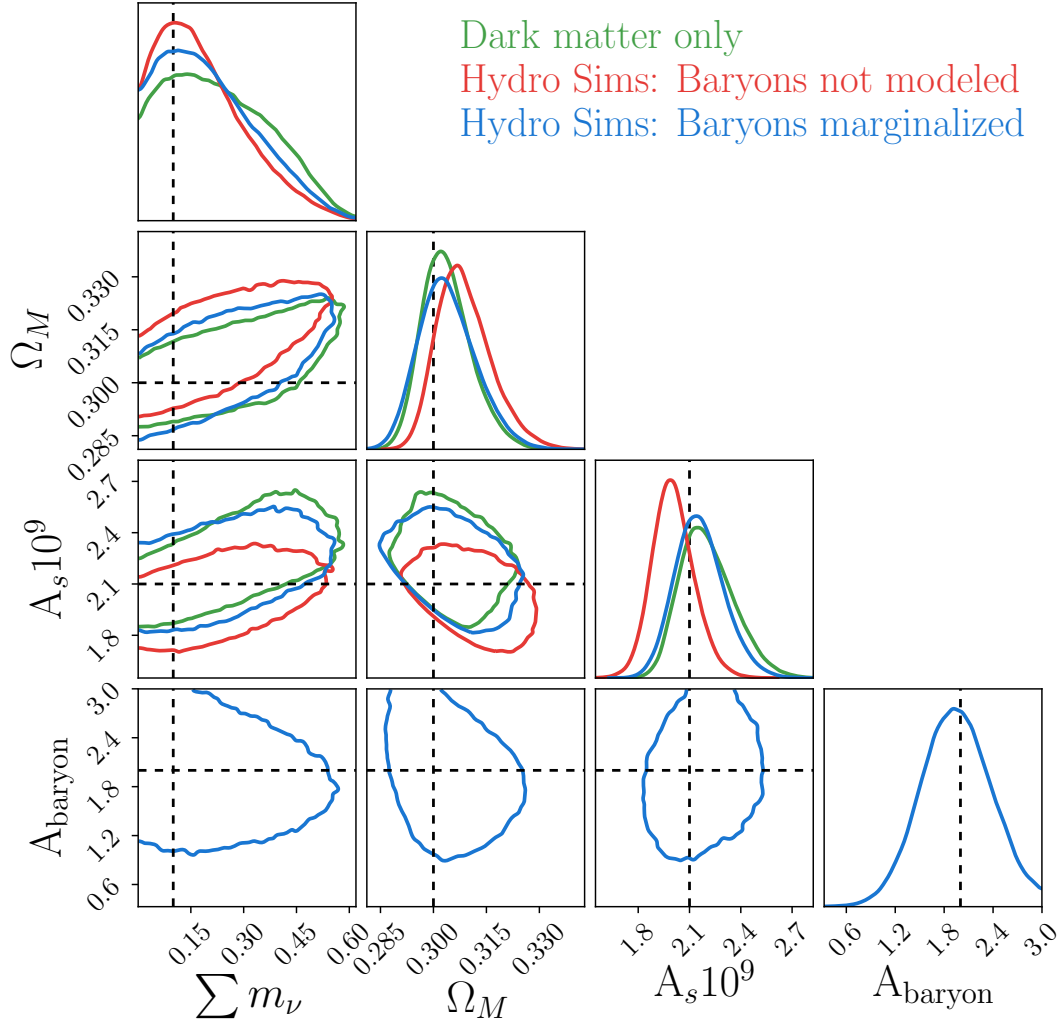 Dark matter only
Hydro Sims: Baryons not modeled
Hydro Sims: Baryons marginalized
Ω_M
0.330
0.315
0.300
0.285
A_s10^9
2.7
2.4
2.1
1.8
A_baryon
3.0
2.4
1.8
1.2
0.6
0.15 0.30 0.45 0.60
0.285 0.300 0.315 0.330
1.8 2.1 2.4 2.7
0.6 1.2 1.8 2.4 3.0
∑ m_ν
Ω_M
A_s10^9
A_baryon